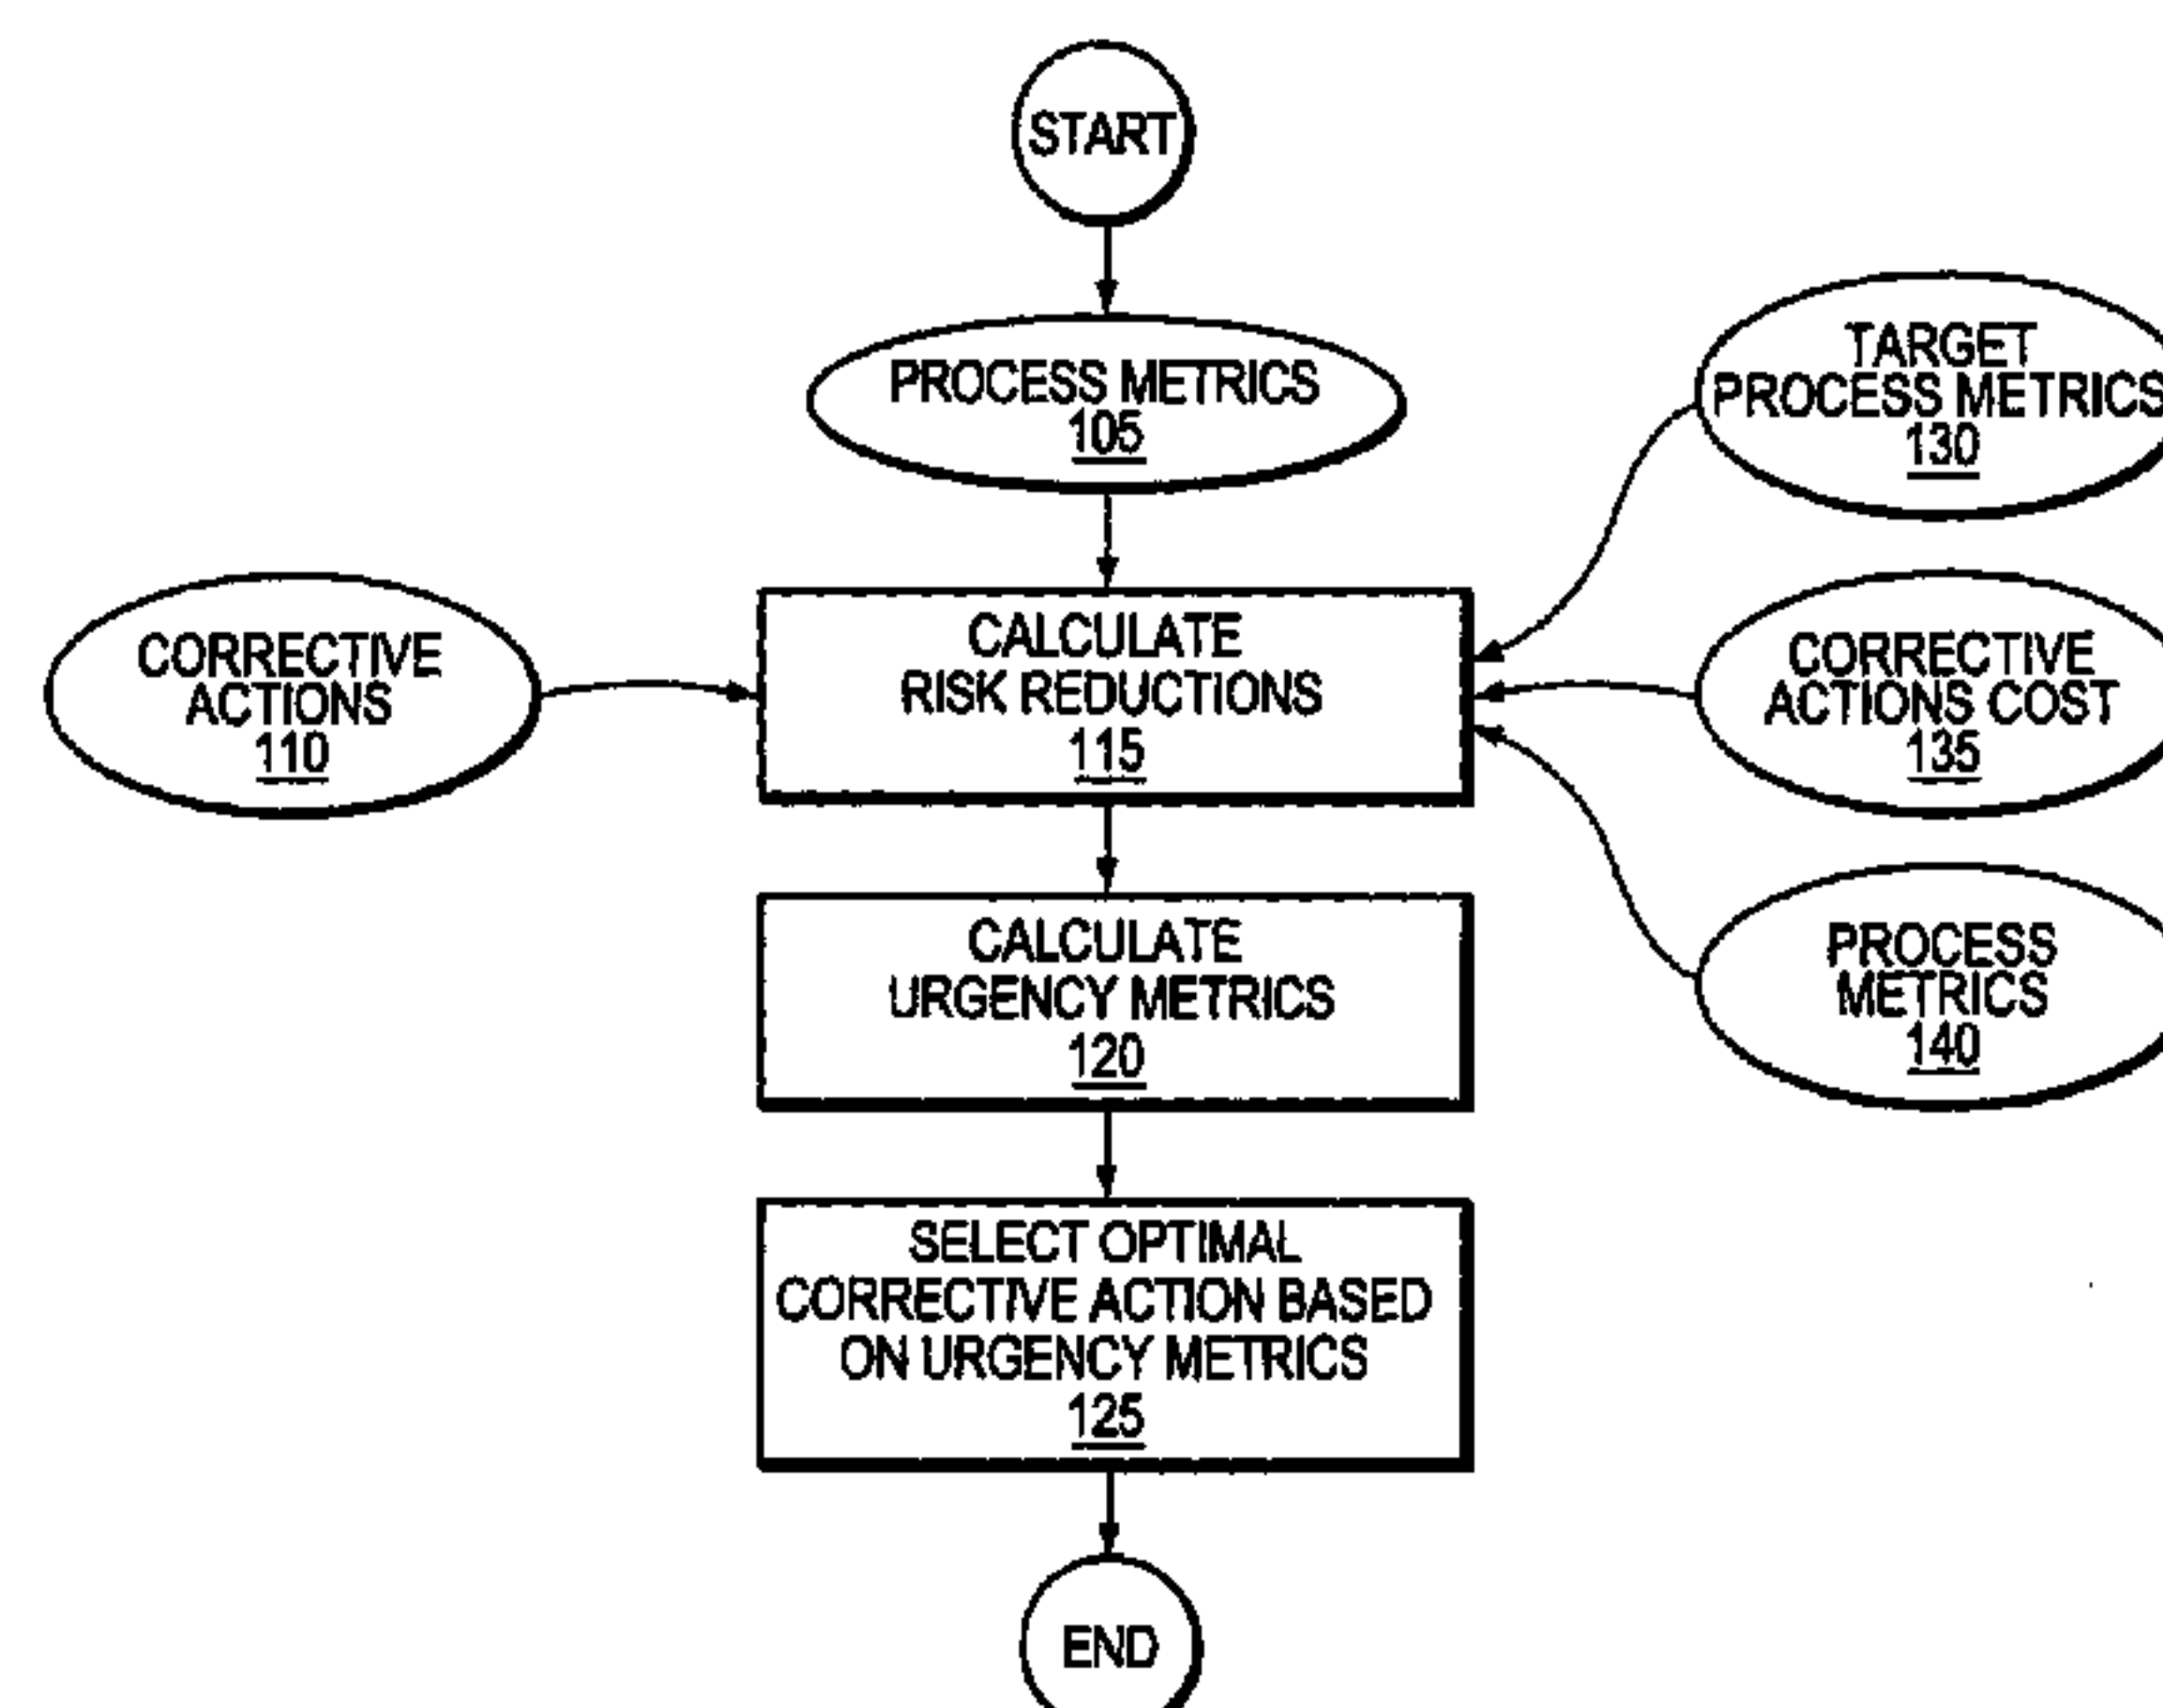 START
PROCESS METRICS
105
TARGET
PROCESS METRICS
130
CORRECTIVE
ACTIONS
110
CALCULATE
RISK REDUCTIONS
115
CORRECTIVE
ACTIONS COST
135
CALCULATE
URGENCY METRICS
120
PROCESS
METRICS
140
SELECT OPTIMAL
CORRECTIVE ACTION BASED
ON URGENCY METRICS
125
END